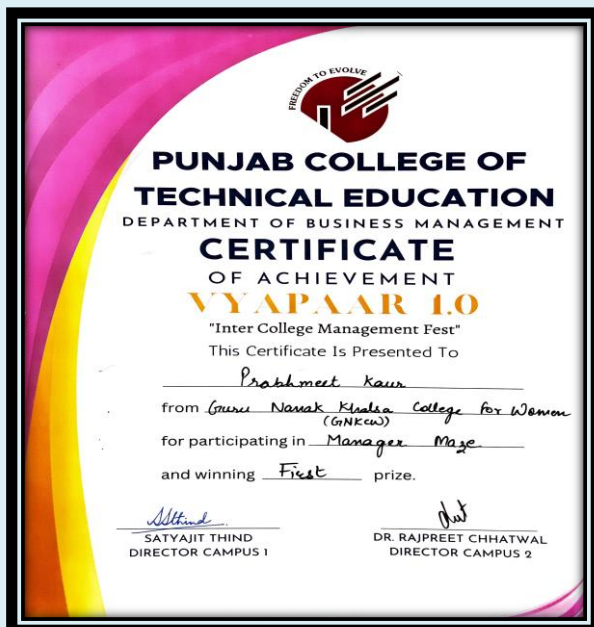 FREEDOM TO EVOLVE
PUNJAB COLLEGE OF
TECHNICAL EDUCATION
DEPARTMENT OF BUSINESS MANAGEMENT
CERTIFICATE
OF ACHIEVEMENT
VYAPAAR 1.0
"Inter College Management Fest"
This Certificate Is Presented To
Prabhmeet Kaur
from Guru Nanak Khalsa College for Women
(GNKCW)
for participating in Manager Maze
and winning First prize.
SSthind
SATYAJIT THIND
DIRECTOR CAMPUS 1
DR. RAJPREET CHHATWAL
DIRECTOR CAMPUS 2